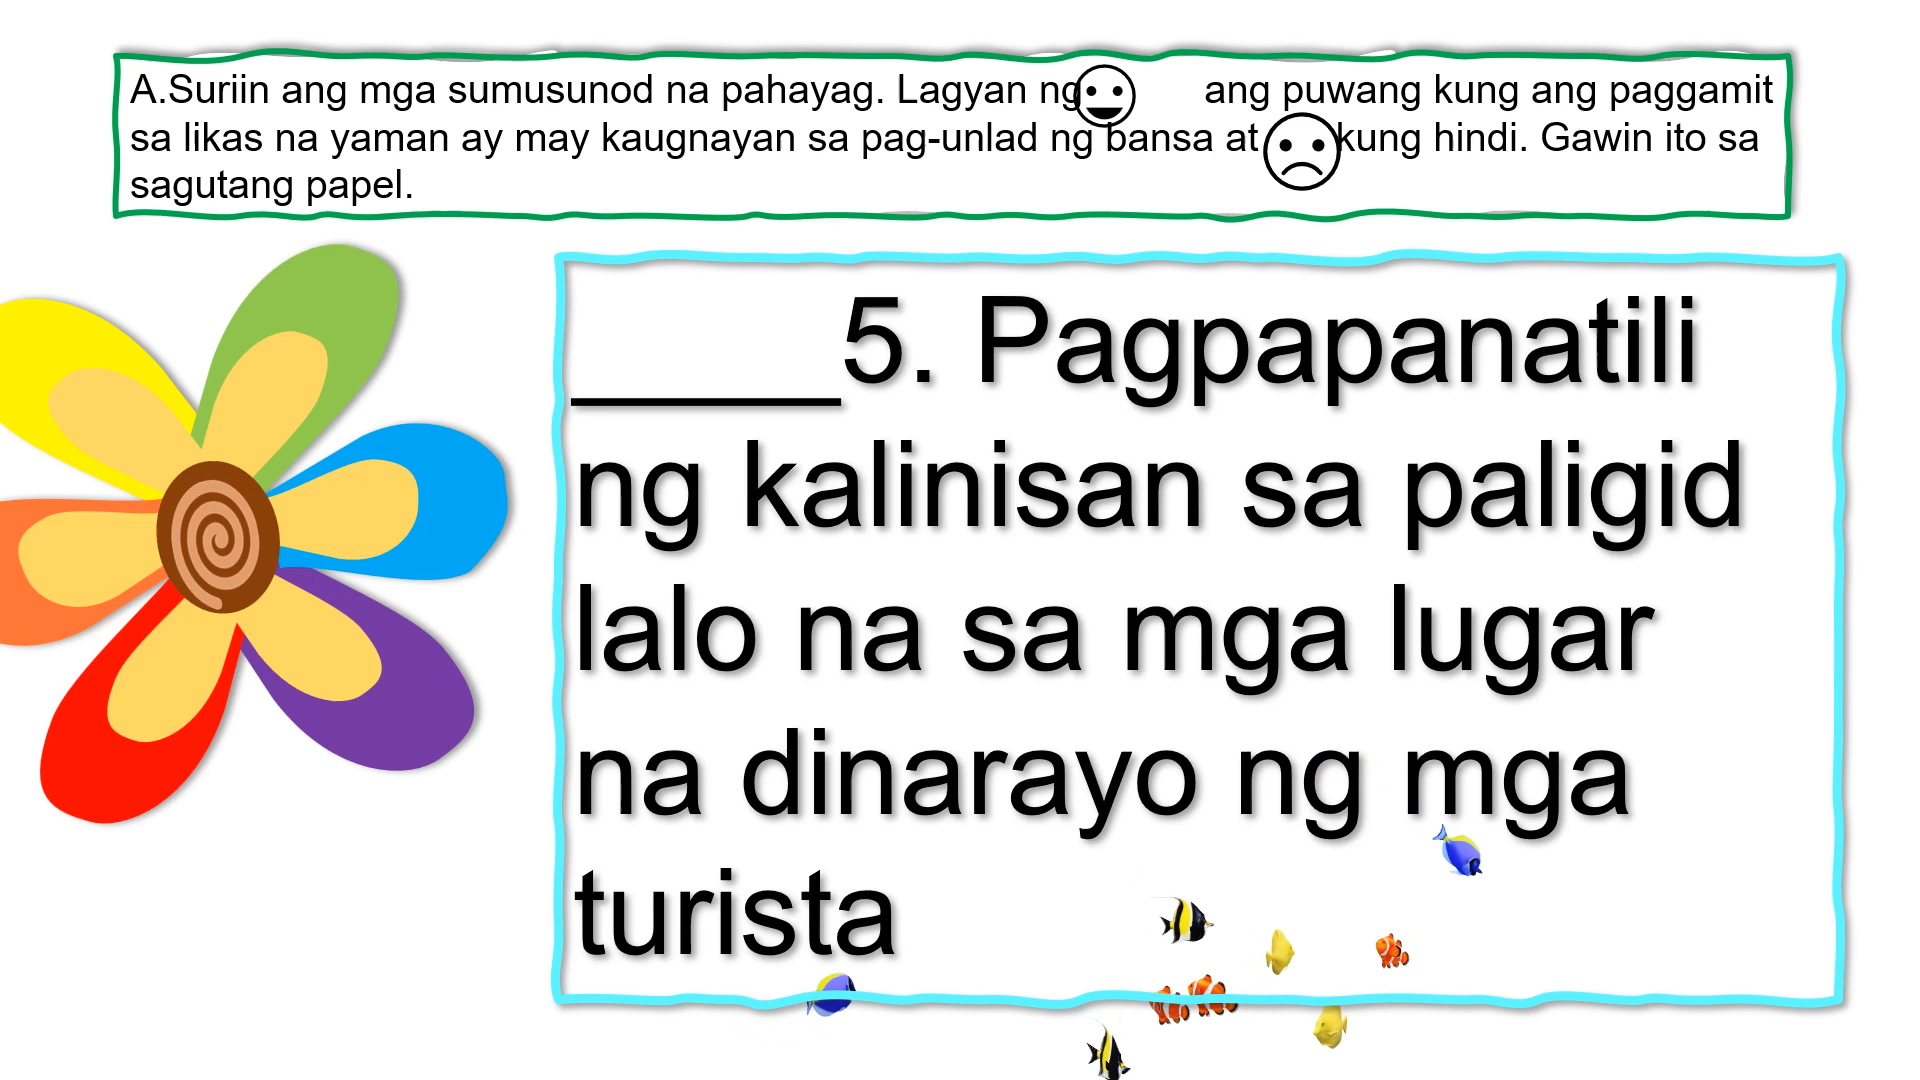 A.Suriin ang mga sumusunod na pahayag. Lagyan ng ang puwang kung ang paggamit
sa likas na yaman ay may kaugnayan sa pag-unlad ng bansa at kung hindi. Gawin ito sa
sagutang papel.
_____5. Pagpapanatili
ng kalinisan sa paligid
lalo na sa mga lugar
na dinarayo ng mga
turista